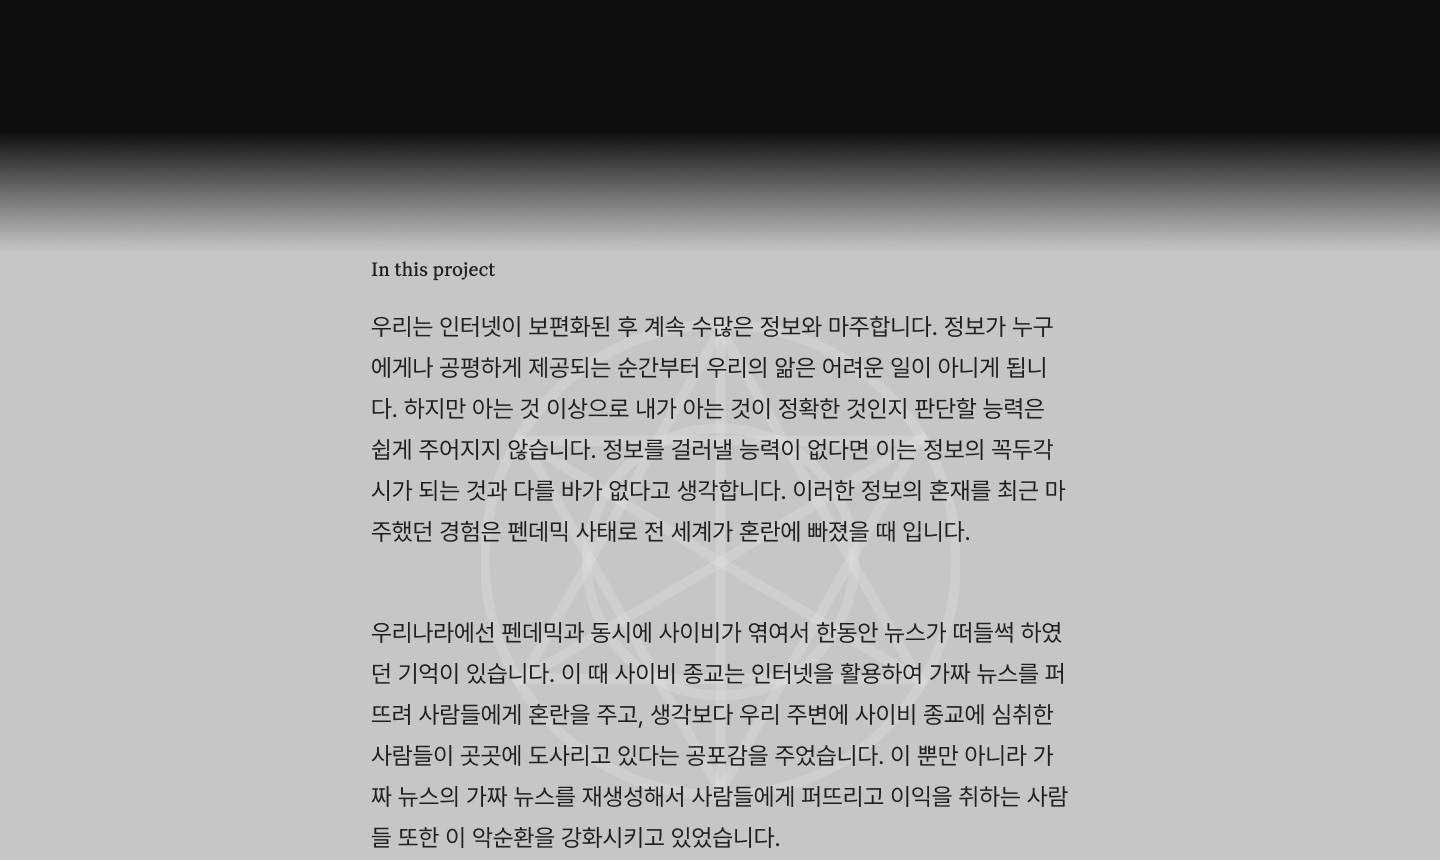 In this project
우리는 인터넷이 보편화된 후 계속 수많은 정보와 마주합니다. 정보가 누구
에게나 공평하게 제공되는 순간부터 우리의 앎은 어려운 일이 아니게 됩니
다. 하지만 아는 것 이상으로 내가 아는 것이 정확한 것인지 판단할 능력은
쉽게 주어지지 않습니다. 정보를 걸러낼 능력이 없다면 이는 정보의 꼭두각
시가 되는 것과 다를 바가 없다고 생각합니다. 이러한 정보의 혼재를 최근 마
주했던 경험은 펜데믹 사태로 전 세계가 혼란에 빠졌을 때 입니다.
우리나라에선 펜데믹과 동시에 사이비가 엮여서 한동안 뉴스가 떠들썩 하였
던 기억이 있습니다. 이 때 사이비 종교는 인터넷을 활용하여 가짜 뉴스를 퍼
뜨려 사람들에게 혼란을 주고, 생각보다 우리 주변에 사이비 종교에 심취한
사람들이 곳곳에 도사리고 있다는 공포감을 주었습니다. 이 뿐만 아니라 가
짜 뉴스의 가짜 뉴스를 재생성해서 사람들에게 퍼뜨리고 이익을 취하는 사람
들 또한 이 악순환을 강화시키고 있었습니다.